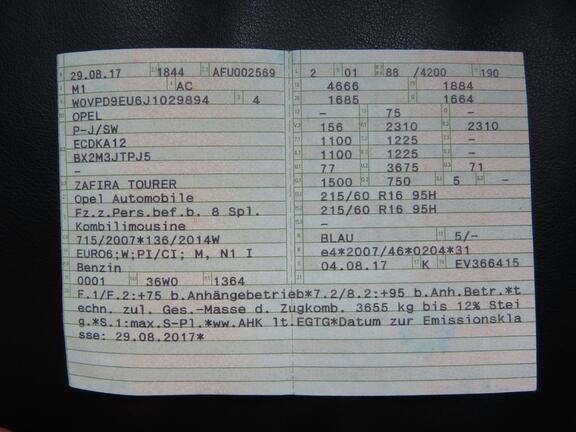 29.08.17 1844 AFU002569
M1 AC
WOVPD9EU6J1029894 4
OPEL
P-J/SW
ECDKA12
BX2M3JTPJ5
-
ZAFIRA TOURER
Opel Automobile
Fz.z.Pers.bef.b. 8 Spl.
Kombilimousine
715/2007*136/2014W
EURO6;W;PI/CI; M, N1 I
Benzin
0001 36W0 1364
L 2 9 01 88 /4200 190
4666 1884
1685 1664
- 75 -
156 2310 2310
1100 1225 -
1100 1225 -
77 3675 71
1500 750 5 -
215/60 R16 95H
215/60 R16 95H
-
BLAU 5/-
e4*2007/46*0204*31
04.08.17 K EV366415
F.1/F.2:+75 b.Anhängebetrieb*7.2/8.2:+95 b.Anh.Betr.*t
echn. zul. Ges.-Masse d. Zugkomb. 3655 kg bis 12% Stei
g.*S.1:max.S-Pl.*ww.AHK lt.EGTG*Datum zur Emissionskla
sse: 29.08.2017*